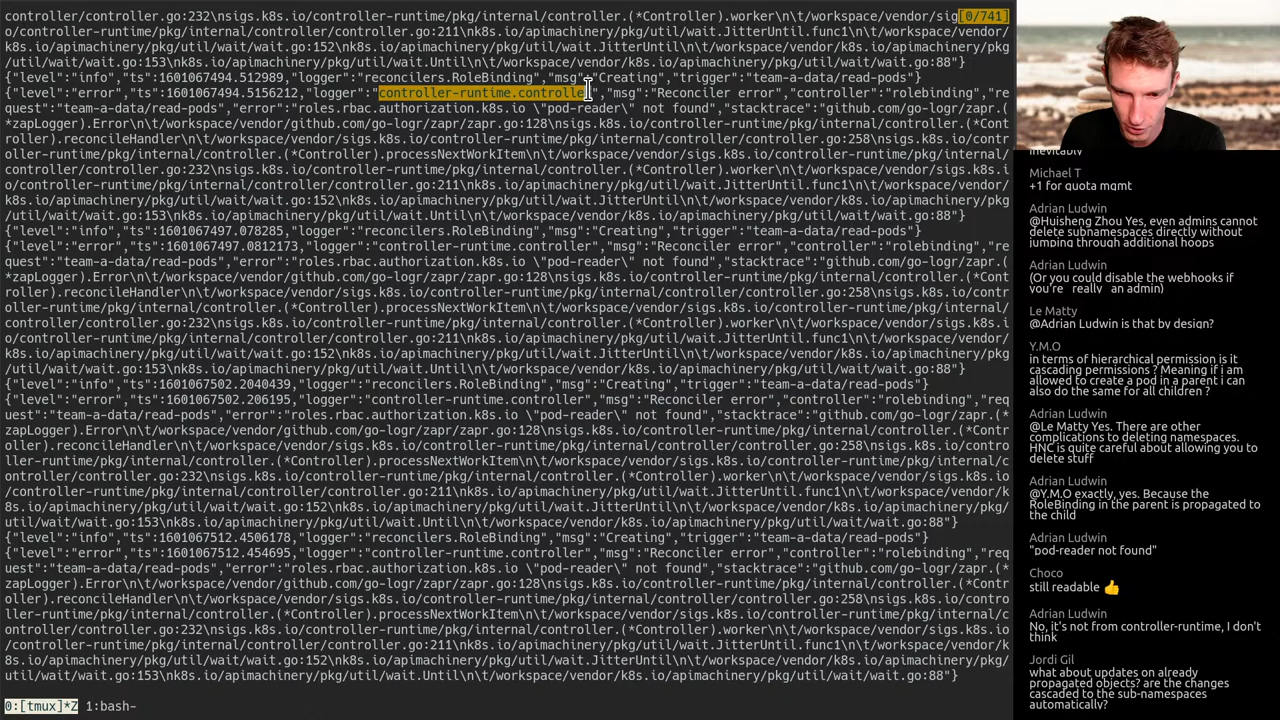 controller/controller.go:232\nsigs.k8s.io/controller-runtime/pkg/internal/controller.(*Controller).worker\n\t/workspace/vendor/sig[0/741]
o/controller-runtime/pkg/internal/controller/controller.go:211\nk8s.io/apimachinery/pkg/util/wait.JitterUntil.func1\n\t/workspace/vendor/
k8s.io/apimachinery/pkg/util/wait/wait.go:152\nk8s.io/apimachinery/pkg/util/wait.JitterUntil\n\t/workspace/vendor/k8s.io/apimachinery/pkg
/util/wait/wait.go:153\nk8s.io/apimachinery/pkg/util/wait.Until\n\t/workspace/vendor/k8s.io/apimachinery/pkg/util/wait/wait.go:88"}
{"level":"info","ts":1601067494.512989,"logger":"reconcilers.RoleBinding","msg":"Creating","trigger":"team-a-data/read-pods"}
{"level":"error","ts":1601067494.5156212,"logger":"controller-runtime.controller","msg":"Reconciler error","controller":"rolebinding","re
quest":"team-a-data/read-pods","error":"roles.rbac.authorization.k8s.io \"pod-reader\" not found","stacktrace":"github.com/go-logr/zapr.(
*zapLogger).Error\n\t/workspace/vendor/github.com/go-logr/zapr/zapr.go:128\nsigs.k8s.io/controller-runtime/pkg/internal/controller.(*Cont
roller).reconcileHandler\n\t/workspace/vendor/sigs.k8s.io/controller-runtime/pkg/internal/controller/controller.go:258\nsigs.k8s.io/contr
oller-runtime/pkg/internal/controller.(*Controller).processNextWorkItem\n\t/workspace/vendor/sigs.k8s.io/controller-runtime/pkg/internal/
controller/controller.go:232\nsigs.k8s.io/controller-runtime/pkg/internal/controller.(*Controller).worker\n\t/workspace/vendor/sigs.k8s.i
o/controller-runtime/pkg/internal/controller/controller.go:211\nk8s.io/apimachinery/pkg/util/wait.JitterUntil.func1\n\t/workspace/vendor/
k8s.io/apimachinery/pkg/util/wait/wait.go:152\nk8s.io/apimachinery/pkg/util/wait.JitterUntil\n\t/workspace/vendor/k8s.io/apimachinery/pkg
/util/wait/wait.go:153\nk8s.io/apimachinery/pkg/util/wait.Until\n\t/workspace/vendor/k8s.io/apimachinery/pkg/util/wait/wait.go:88"}
{"level":"info","ts":1601067497.078285,"logger":"reconcilers.RoleBinding","msg":"Creating","trigger":"team-a-data/read-pods"}
{"level":"error","ts":1601067497.0812173,"logger":"controller-runtime.controller","msg":"Reconciler error","controller":"rolebinding","re
quest":"team-a-data/read-pods","error":"roles.rbac.authorization.k8s.io \"pod-reader\" not found","stacktrace":"github.com/go-logr/zapr.(
*zapLogger).Error\n\t/workspace/vendor/github.com/go-logr/zapr/zapr.go:128\nsigs.k8s.io/controller-runtime/pkg/internal/controller.(*Cont
roller).reconcileHandler\n\t/workspace/vendor/sigs.k8s.io/controller-runtime/pkg/internal/controller/controller.go:258\nsigs.k8s.io/contr
oller-runtime/pkg/internal/controller.(*Controller).processNextWorkItem\n\t/workspace/vendor/sigs.k8s.io/controller-runtime/pkg/internal/
controller/controller.go:232\nsigs.k8s.io/controller-runtime/pkg/internal/controller.(*Controller).worker\n\t/workspace/vendor/sigs.k8s.i
o/controller-runtime/pkg/internal/controller/controller.go:211\nk8s.io/apimachinery/pkg/util/wait.JitterUntil.func1\n\t/workspace/vendor/
k8s.io/apimachinery/pkg/util/wait/wait.go:152\nk8s.io/apimachinery/pkg/util/wait.JitterUntil\n\t/workspace/vendor/k8s.io/apimachinery/pkg
/util/wait/wait.go:153\nk8s.io/apimachinery/pkg/util/wait.Until\n\t/workspace/vendor/k8s.io/apimachinery/pkg/util/wait/wait.go:88"}
{"level":"info","ts":1601067502.2040439,"logger":"reconcilers.RoleBinding","msg":"Creating","trigger":"team-a-data/read-pods"}
{"level":"error","ts":1601067502.206195,"logger":"controller-runtime.controller","msg":"Reconciler error","controller":"rolebinding","req
uest":"team-a-data/read-pods","error":"roles.rbac.authorization.k8s.io \"pod-reader\" not found","stacktrace":"github.com/go-logr/zapr.(*
zapLogger).Error\n\t/workspace/vendor/github.com/go-logr/zapr/zapr.go:128\nsigs.k8s.io/controller-runtime/pkg/internal/controller.(*Contr
oller).reconcileHandler\n\t/workspace/vendor/sigs.k8s.io/controller-runtime/pkg/internal/controller/controller.go:258\nsigs.k8s.io/contro
ller-runtime/pkg/internal/controller.(*Controller).processNextWorkItem\n\t/workspace/vendor/sigs.k8s.io/controller-runtime/pkg/internal/c
ontroller/controller.go:232\nsigs.k8s.io/controller-runtime/pkg/internal/controller.(*Controller).worker\n\t/workspace/vendor/sigs.k8s.io
/controller-runtime/pkg/internal/controller/controller.go:211\nk8s.io/apimachinery/pkg/util/wait.JitterUntil.func1\n\t/workspace/vendor/k
8s.io/apimachinery/pkg/util/wait/wait.go:152\nk8s.io/apimachinery/pkg/util/wait.JitterUntil\n\t/workspace/vendor/k8s.io/apimachinery/pkg/
util/wait/wait.go:153\nk8s.io/apimachinery/pkg/util/wait.Until\n\t/workspace/vendor/k8s.io/apimachinery/pkg/util/wait/wait.go:88"}
{"level":"info","ts":1601067512.4506178,"logger":"reconcilers.RoleBinding","msg":"Creating","trigger":"team-a-data/read-pods"}
{"level":"error","ts":1601067512.454695,"logger":"controller-runtime.controller","msg":"Reconciler error","controller":"rolebinding","req
uest":"team-a-data/read-pods","error":"roles.rbac.authorization.k8s.io \"pod-reader\" not found","stacktrace":"github.com/go-logr/zapr.(*
zapLogger).Error\n\t/workspace/vendor/github.com/go-logr/zapr/zapr.go:128\nsigs.k8s.io/controller-runtime/pkg/internal/controller.(*Contr
oller).reconcileHandler\n\t/workspace/vendor/sigs.k8s.io/controller-runtime/pkg/internal/controller/controller.go:258\nsigs.k8s.io/contro
ller-runtime/pkg/internal/controller.(*Controller).processNextWorkItem\n\t/workspace/vendor/sigs.k8s.io/controller-runtime/pkg/internal/c
ontroller/controller.go:232\nsigs.k8s.io/controller-runtime/pkg/internal/controller.(*Controller).worker\n\t/workspace/vendor/sigs.k8s.io
/controller-runtime/pkg/internal/controller/controller.go:211\nk8s.io/apimachinery/pkg/util/wait.JitterUntil.func1\n\t/workspace/vendor/k
8s.io/apimachinery/pkg/util/wait/wait.go:152\nk8s.io/apimachinery/pkg/util/wait.JitterUntil\n\t/workspace/vendor/k8s.io/apimachinery/pkg/
util/wait/wait.go:153\nk8s.io/apimachinery/pkg/util/wait.Until\n\t/workspace/vendor/k8s.io/apimachinery/pkg/util/wait/wait.go:88"}
0:[tmux]*Z 1:bash-
inevitably
Michael T
+1 for quota mgmt
Adrian Ludwin
@Huisheng Zhou Yes, even admins cannot
delete subnamespaces directly without
jumping through additional hoops
Adrian Ludwin
(Or you could disable the webhooks if
you're _really_ an admin)
Le Matty
@Adrian Ludwin is that by design?
Y.M.O
in terms of hierarchical permission is it
cascading permissions ? Meaning if i am
allowed to create a pod in a parent i can
also do the same for all children ?
Adrian Ludwin
@Le Matty Yes. There are other
complications to deleting namespaces.
HNC is quite careful about allowing you to
delete stuff
Adrian Ludwin
@Y.M.O exactly, yes. Because the
RoleBinding in the parent is propagated to
the child
Adrian Ludwin
"pod-reader not found"
Choco
still readable 👍
Adrian Ludwin
No, it's not from controller-runtime, I don't
think
Jordi Gil
what about updates on already
propagated objects? are the changes
cascaded to the sub-namespaces
automatically?